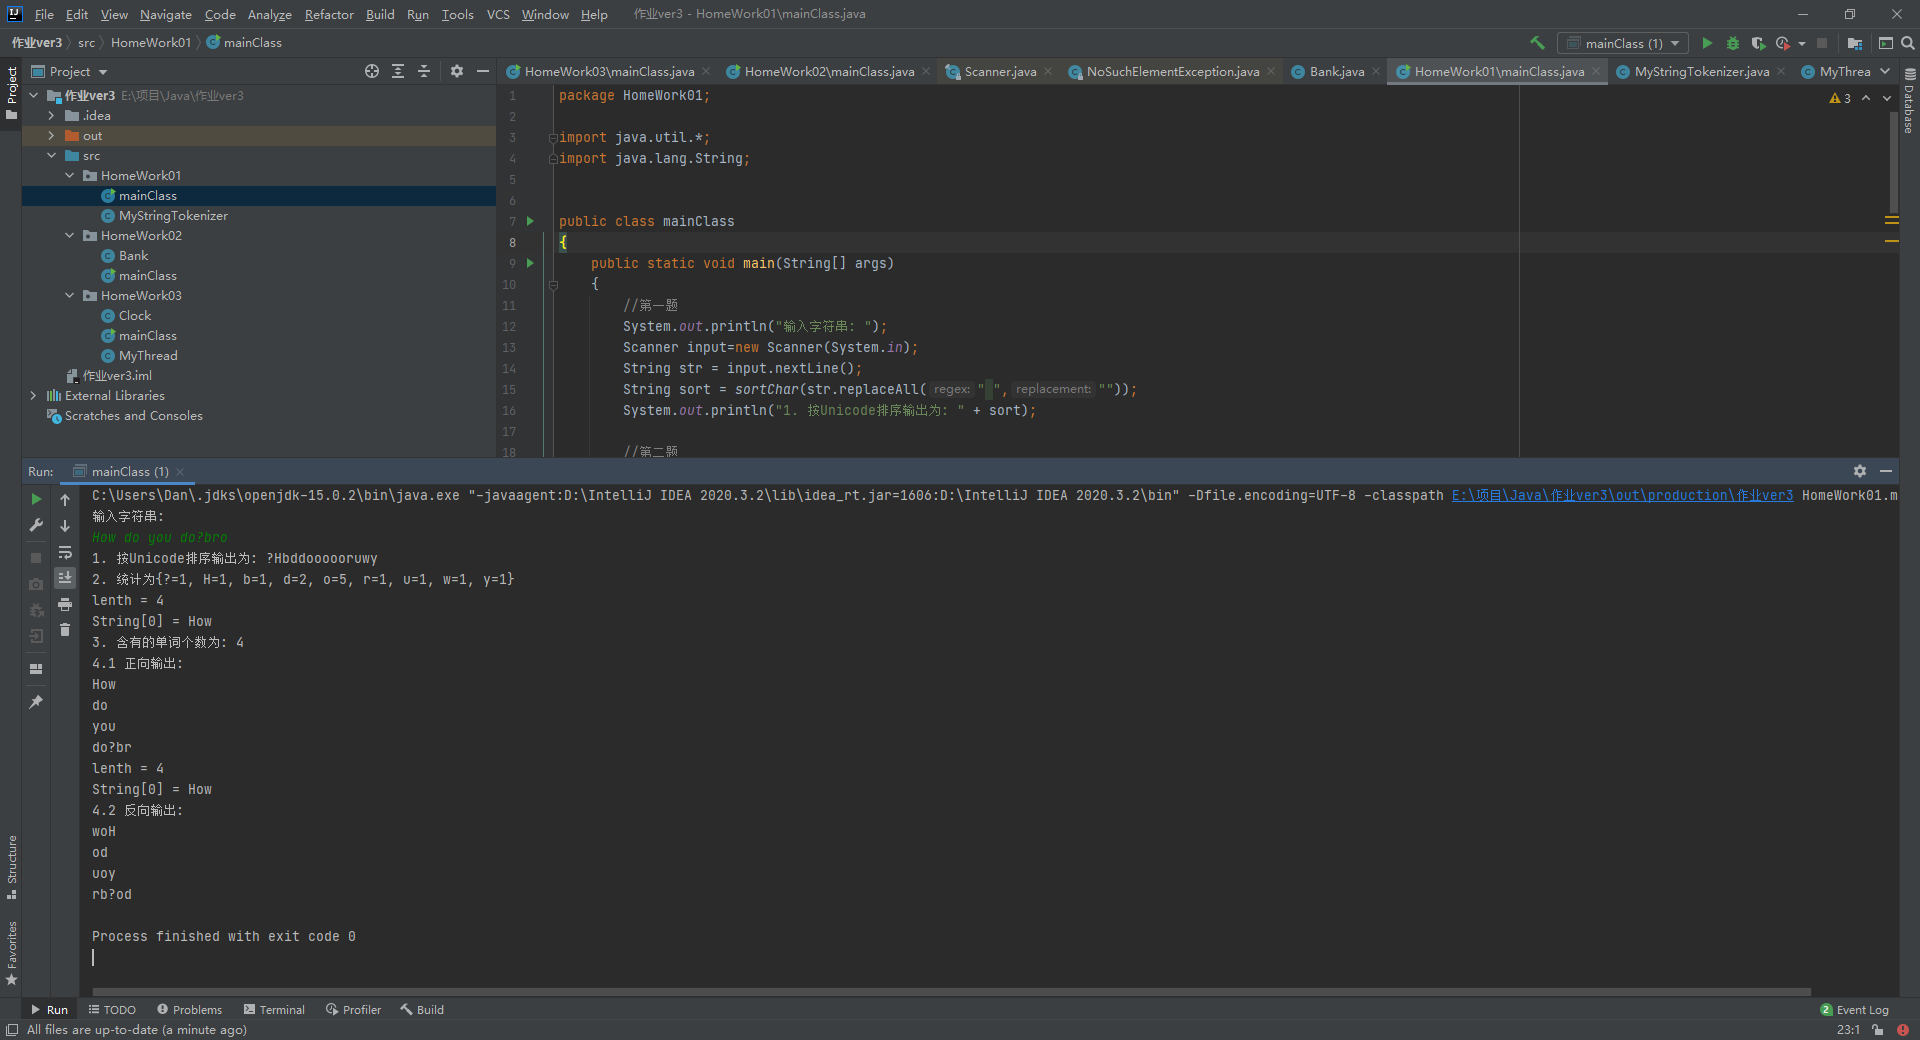 File Edit View Navigate Code Analyze Refactor Build Run Tools VCS Window Help 作业ver3 - HomeWork01\mainClass.java
作业ver3 src HomeWork01 mainClass
mainClass (1)
Project
Project
HomeWork03\mainClass.java HomeWork02\mainClass.java Scanner.java NoSuchElementException.java Bank.java HomeWork01\mainClass.java MyStringTokenizer.java MyThrea
Database
作业ver3 E:\项目\Java\作业ver3
.idea
out
src
HomeWork01
mainClass
MyStringTokenizer
HomeWork02
Bank
mainClass
HomeWork03
Clock
mainClass
MyThread
作业ver3.iml
External Libraries
Scratches and Consoles
3
1 package HomeWork01;
2
3 import java.util.*;
4 import java.lang.String;
5
6
7 public class mainClass
8 {
9 public static void main(String[] args)
10 {
11 //第一题
12 System.out.println("输入字符串: ");
13 Scanner input=new Scanner(System.in);
14 String str = input.nextLine();
15 String sort = sortChar(str.replaceAll( regex: " ", replacement: ""));
16 System.out.println("1. 按Unicode排序输出为: " + sort);
17
18 //第二题
Run: mainClass (1)
C:\Users\Dan\.jdks\openjdk-15.0.2\bin\java.exe "-javaagent:D:\IntelliJ IDEA 2020.3.2\lib\idea_rt.jar=1606:D:\IntelliJ IDEA 2020.3.2\bin" -Dfile.encoding=UTF-8 -classpath E:\项目\Java\作业ver3\out\production\作业ver3 HomeWork01.m
输入字符串:
How do you do?bro
1. 按Unicode排序输出为: ?Hbddoooooruwy
2. 统计为{?=1, H=1, b=1, d=2, o=5, r=1, u=1, w=1, y=1}
lenth = 4
String[0] = How
3. 含有的单词个数为: 4
4.1 正向输出:
How
do
you
do?br
lenth = 4
String[0] = How
4.2 反向输出:
woH
od
uoy
rb?od
Process finished with exit code 0
Structure
Favorites
Run TODO Problems Terminal Profiler Build
2 Event Log
All files are up-to-date (a minute ago)
23:1